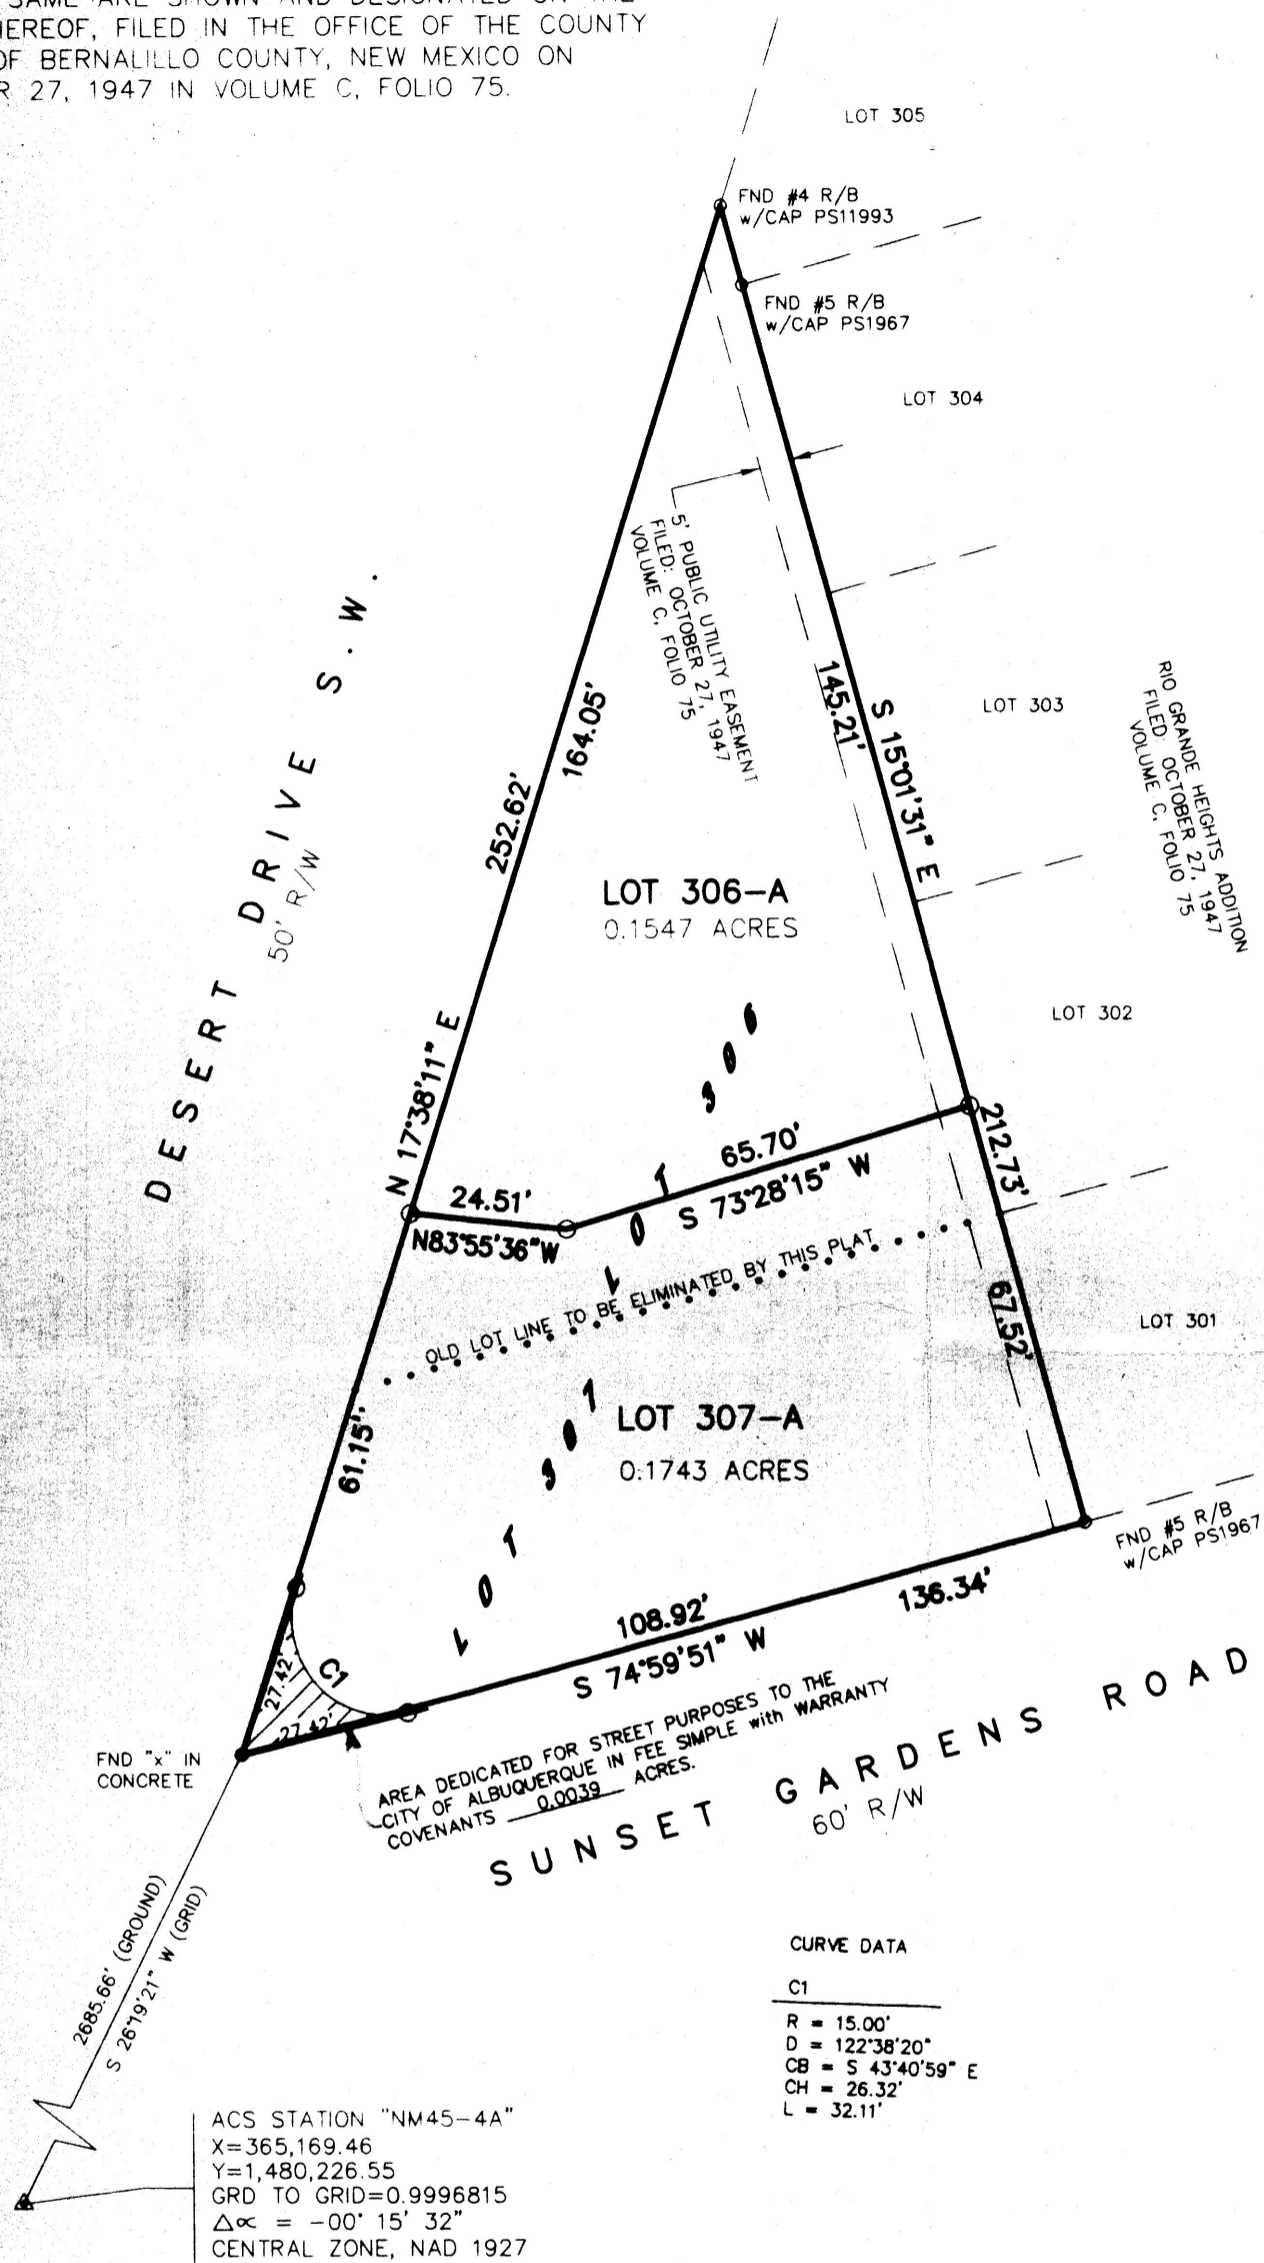 HEREOF, FILED IN THE OFFICE OF THE COUNTY
OF BERNALILLO COUNTY, NEW MEXICO ON
R 27, 1947 IN VOLUME C, FOLIO 75.
LOT 305
FND #4 R/B
w/CAP PS11993
FND #5 R/B
w/CAP PS1967
LOT 304
5' PUBLIC UTILITY EASEMENT
FILED: OCTOBER 27, 1947
VOLUME C, FOLIO 75
DESERT DRIVE S.W.
50' R/W
252.62'
164.05'
N 17°38'11" E
145.21'
S 15°01'31" E
LOT 303
RIO GRANDE HEIGHTS ADDITION
FILED: OCTOBER 27, 1947
VOLUME C, FOLIO 75
LOT 306-A
0.1547 ACRES
LOT 302
LOT 306
65.70'
S 73°28'15" W
24.51'
N83°55'36"W
212.73'
OLD LOT LINE TO BE ELIMINATED BY THIS PLAT
67.52'
LOT 301
61.15'
LOT 307-A
0.1743 ACRES
LOT 307
FND #5 R/B
w/CAP PS1967
108.92'
136.34'
S 74°59'51" W
C1
27.42'
27.42'
FND "x" IN
CONCRETE
AREA DEDICATED FOR STREET PURPOSES TO THE
CITY OF ALBUQUERQUE IN FEE SIMPLE with WARRANTY
COVENANTS 0.0039 ACRES.
SUNSET GARDENS ROAD
60' R/W
2685.66' (GROUND)
S 26°19'21" W (GRID)
CURVE DATA
C1
R = 15.00'
D = 122°38'20"
CB = S 43°40'59" E
CH = 26.32'
L = 32.11'
ACS STATION "NM45-4A"
X=365,169.46
Y=1,480,226.55
GRD TO GRID=0.9996815
Δ∝ = -00° 15' 32"
CENTRAL ZONE, NAD 1927